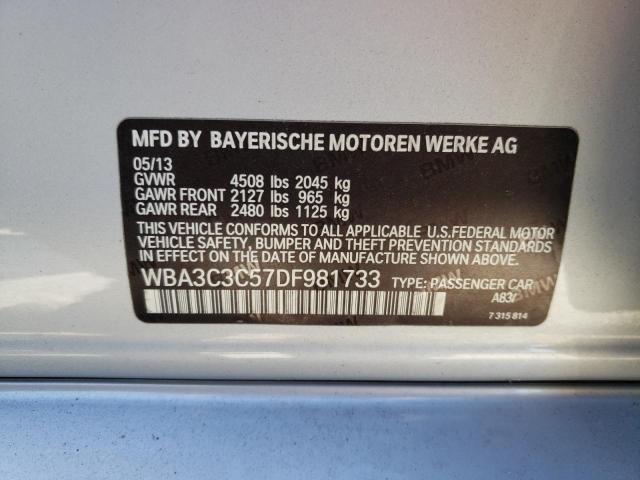 MFD BY BAYERISCHE MOTOREN WERKE AG
05/13
GVWR 4508 lbs 2045 kg
GAWR FRONT 2127 lbs 965 kg
GAWR REAR 2480 lbs 1125 kg
THIS VEHICLE CONFORMS TO ALL APPLICABLE U.S.FEDERAL MOTOR
VEHICLE SAFETY, BUMPER, AND THEFT PREVENTION STANDARDS
IN EFFECT ON THE DATE OF MANUFACTURE SHOWN ABOVE.
WBA3C3C57DF981733 TYPE: PASSENGER CAR
A83/
7 315 814